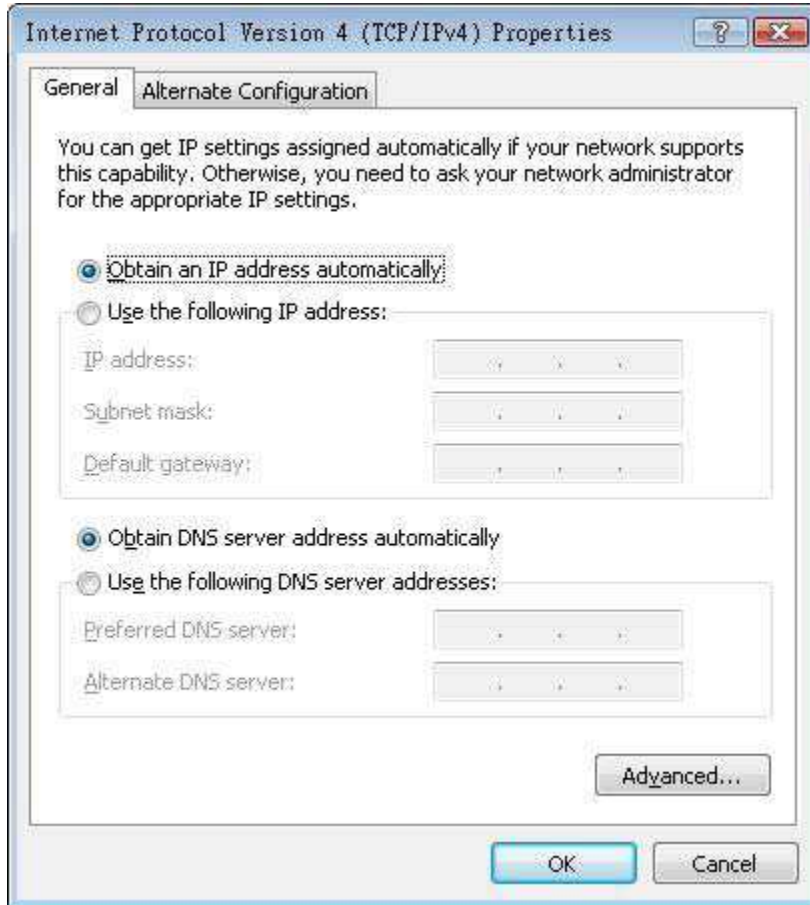 Internet Protocol Version 4 (TCP/IPv4) Properties
General
Alternate Configuration
You can get IP settings assigned automatically if your network supports
this capability. Otherwise, you need to ask your network administrator
for the appropriate IP settings.
Obtain an IP address automatically
Use the following IP address:
IP address:
Subnet mask:
Default gateway:
Obtain DNS server address automatically
Use the following DNS server addresses:
Preferred DNS server:
Alternate DNS server:
Advanced...
OK
Cancel